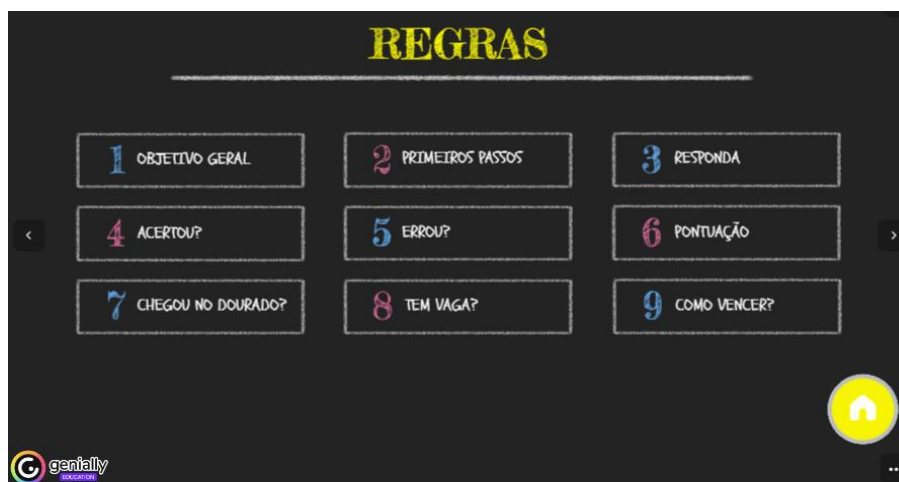 REGRAS
1 OBJETIVO GERAL
2 PRIMEIROS PASSOS
3 RESPONDA
4 ACERTOU?
5 ERROU?
6 PONTUAÇÃO
7 CHEGOU NO DOURADO?
8 TEM VAGA?
9 COMO VENCER?
genially
EDUCATION